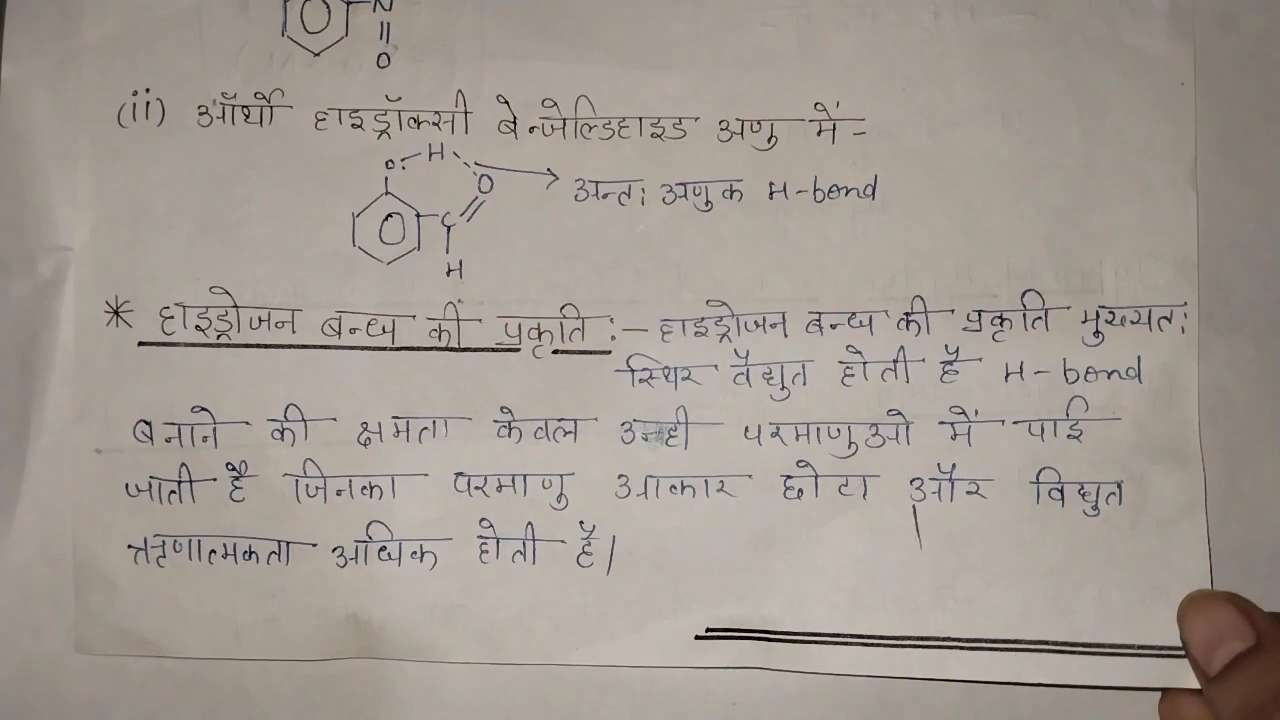 N
||
O
(ii) ऑर्थो हाइड्रॉक्सी बेन्जेल्डिहाइड अणु में -
O - H
O
अन्त: अणुक H-bond
C
H
* हाइड्रोजन बन्ध की प्रकृति :- हाइड्रोजन बन्ध की प्रकृति मुख्यत:
स्थिर वैद्युत होती है H-bond
बनाने की क्षमता केवल उन्ही परमाणुओ में पाई
जाती है जिनका परमाणु आकार छोटा और विद्युत
ऋणात्मकता अधिक होती है।